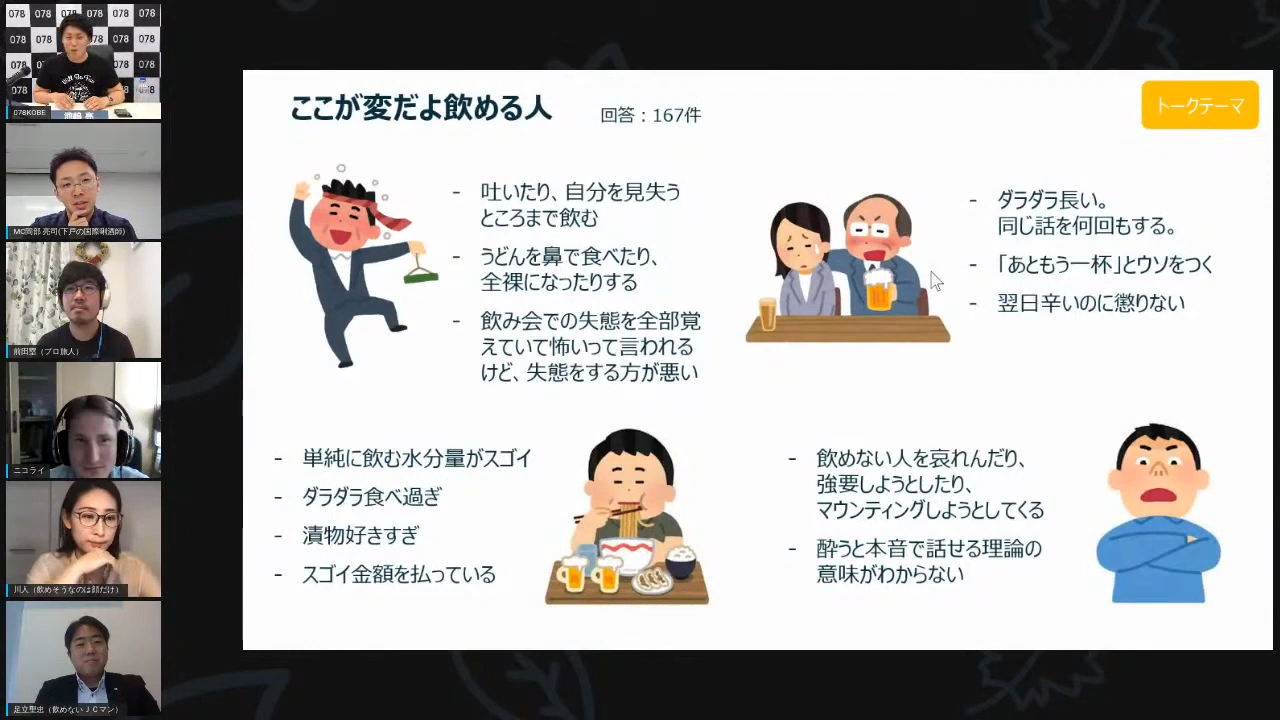 078KOBE
MC岡部 亮司(下戸の国際唎酒師)
前田塁（プロ旅人）
ニコライ
川人（飲めそうなのは顔だけ）
足立聖忠（飲めないＪＣマン）
ここが変だよ飲める人
回答：167件
トークテーマ
- 吐いたり、自分を見失う
ところまで飲む
- うどんを鼻で食べたり、
全裸になったりする
- 飲み会での失態を全部覚
えていて怖いって言われる
けど、失態をする方が悪い
- ダラダラ長い。
同じ話を何回もする。
- 「あともう一杯」とウソをつく
- 翌日辛いのに懲りない
- 単純に飲む水分量がスゴイ
- ダラダラ食べ過ぎ
- 漬物好きすぎ
- スゴイ金額を払っている
- 飲めない人を哀れんだり、
強要しようとしたり、
マウンティングしようとしてくる
- 酔うと本音で話せる理論の
意味がわからない